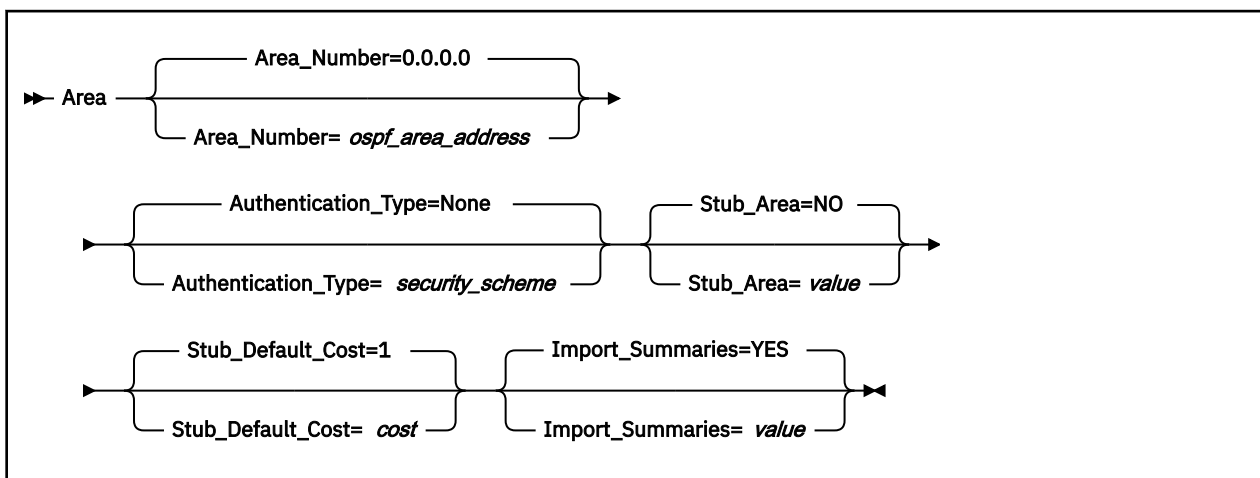 Area_Number=0.0.0.0
Area
Area_Number= ospf_area_address
Authentication_Type=None Stub_Area=NO
Authentication_Type= security_scheme Stub_Area= value
Stub_Default_Cost=1 Import_Summaries=YES
Stub_Default_Cost= cost Import_Summaries= value